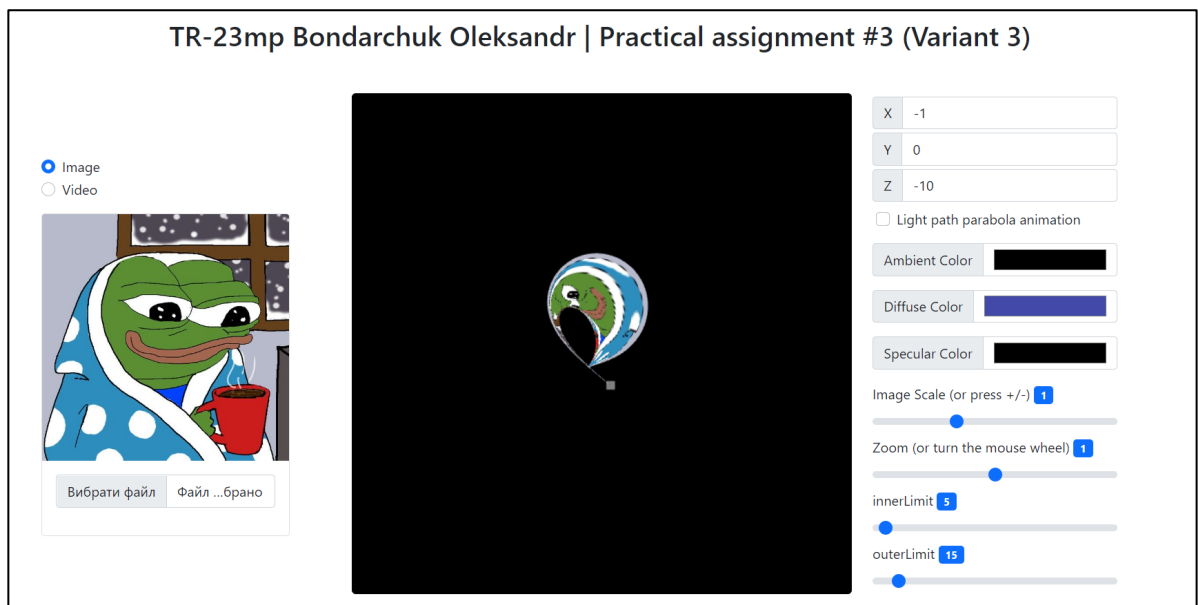 TR-23mp Bondarchuk Oleksandr | Practical assignment #3 (Variant 3)
Image
Video
Вибрати файл Файл ...брано
X -1
Y 0
Z -10
Light path parabola animation
Ambient Color
Diffuse Color
Specular Color
Image Scale (or press +/-) 1
Zoom (or turn the mouse wheel) 1
innerLimit 5
outerLimit 15